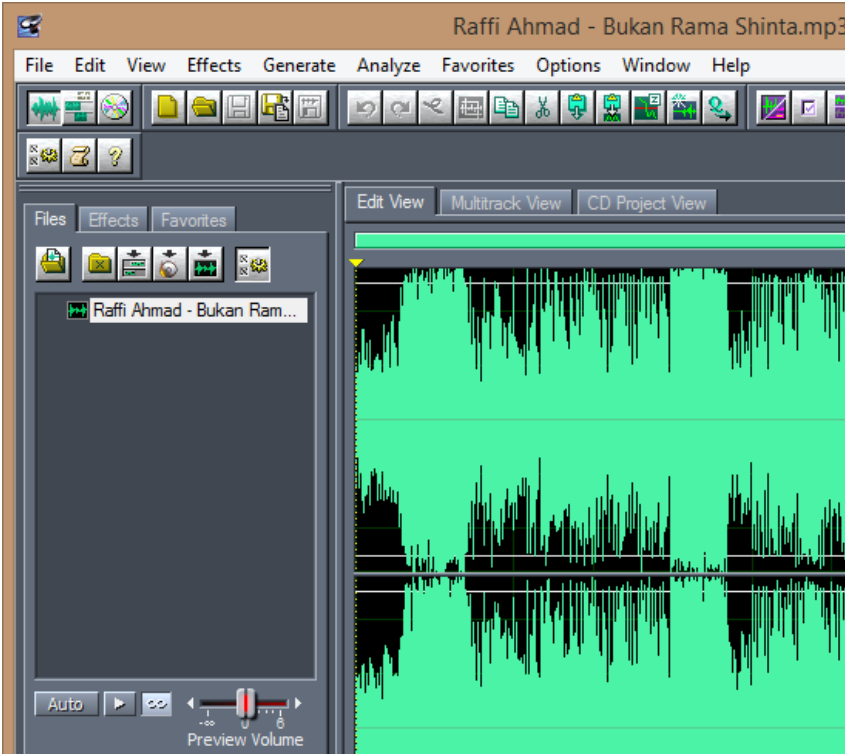 Raffi Ahmad - Bukan Rama Shinta.mp3
File Edit View Effects Generate Analyze Favorites Options Window Help
Files Effects Favorites
Edit View Multitrack View CD Project View
Raffi Ahmad - Bukan Ram...
Auto
-∞ 0 6
Preview Volume